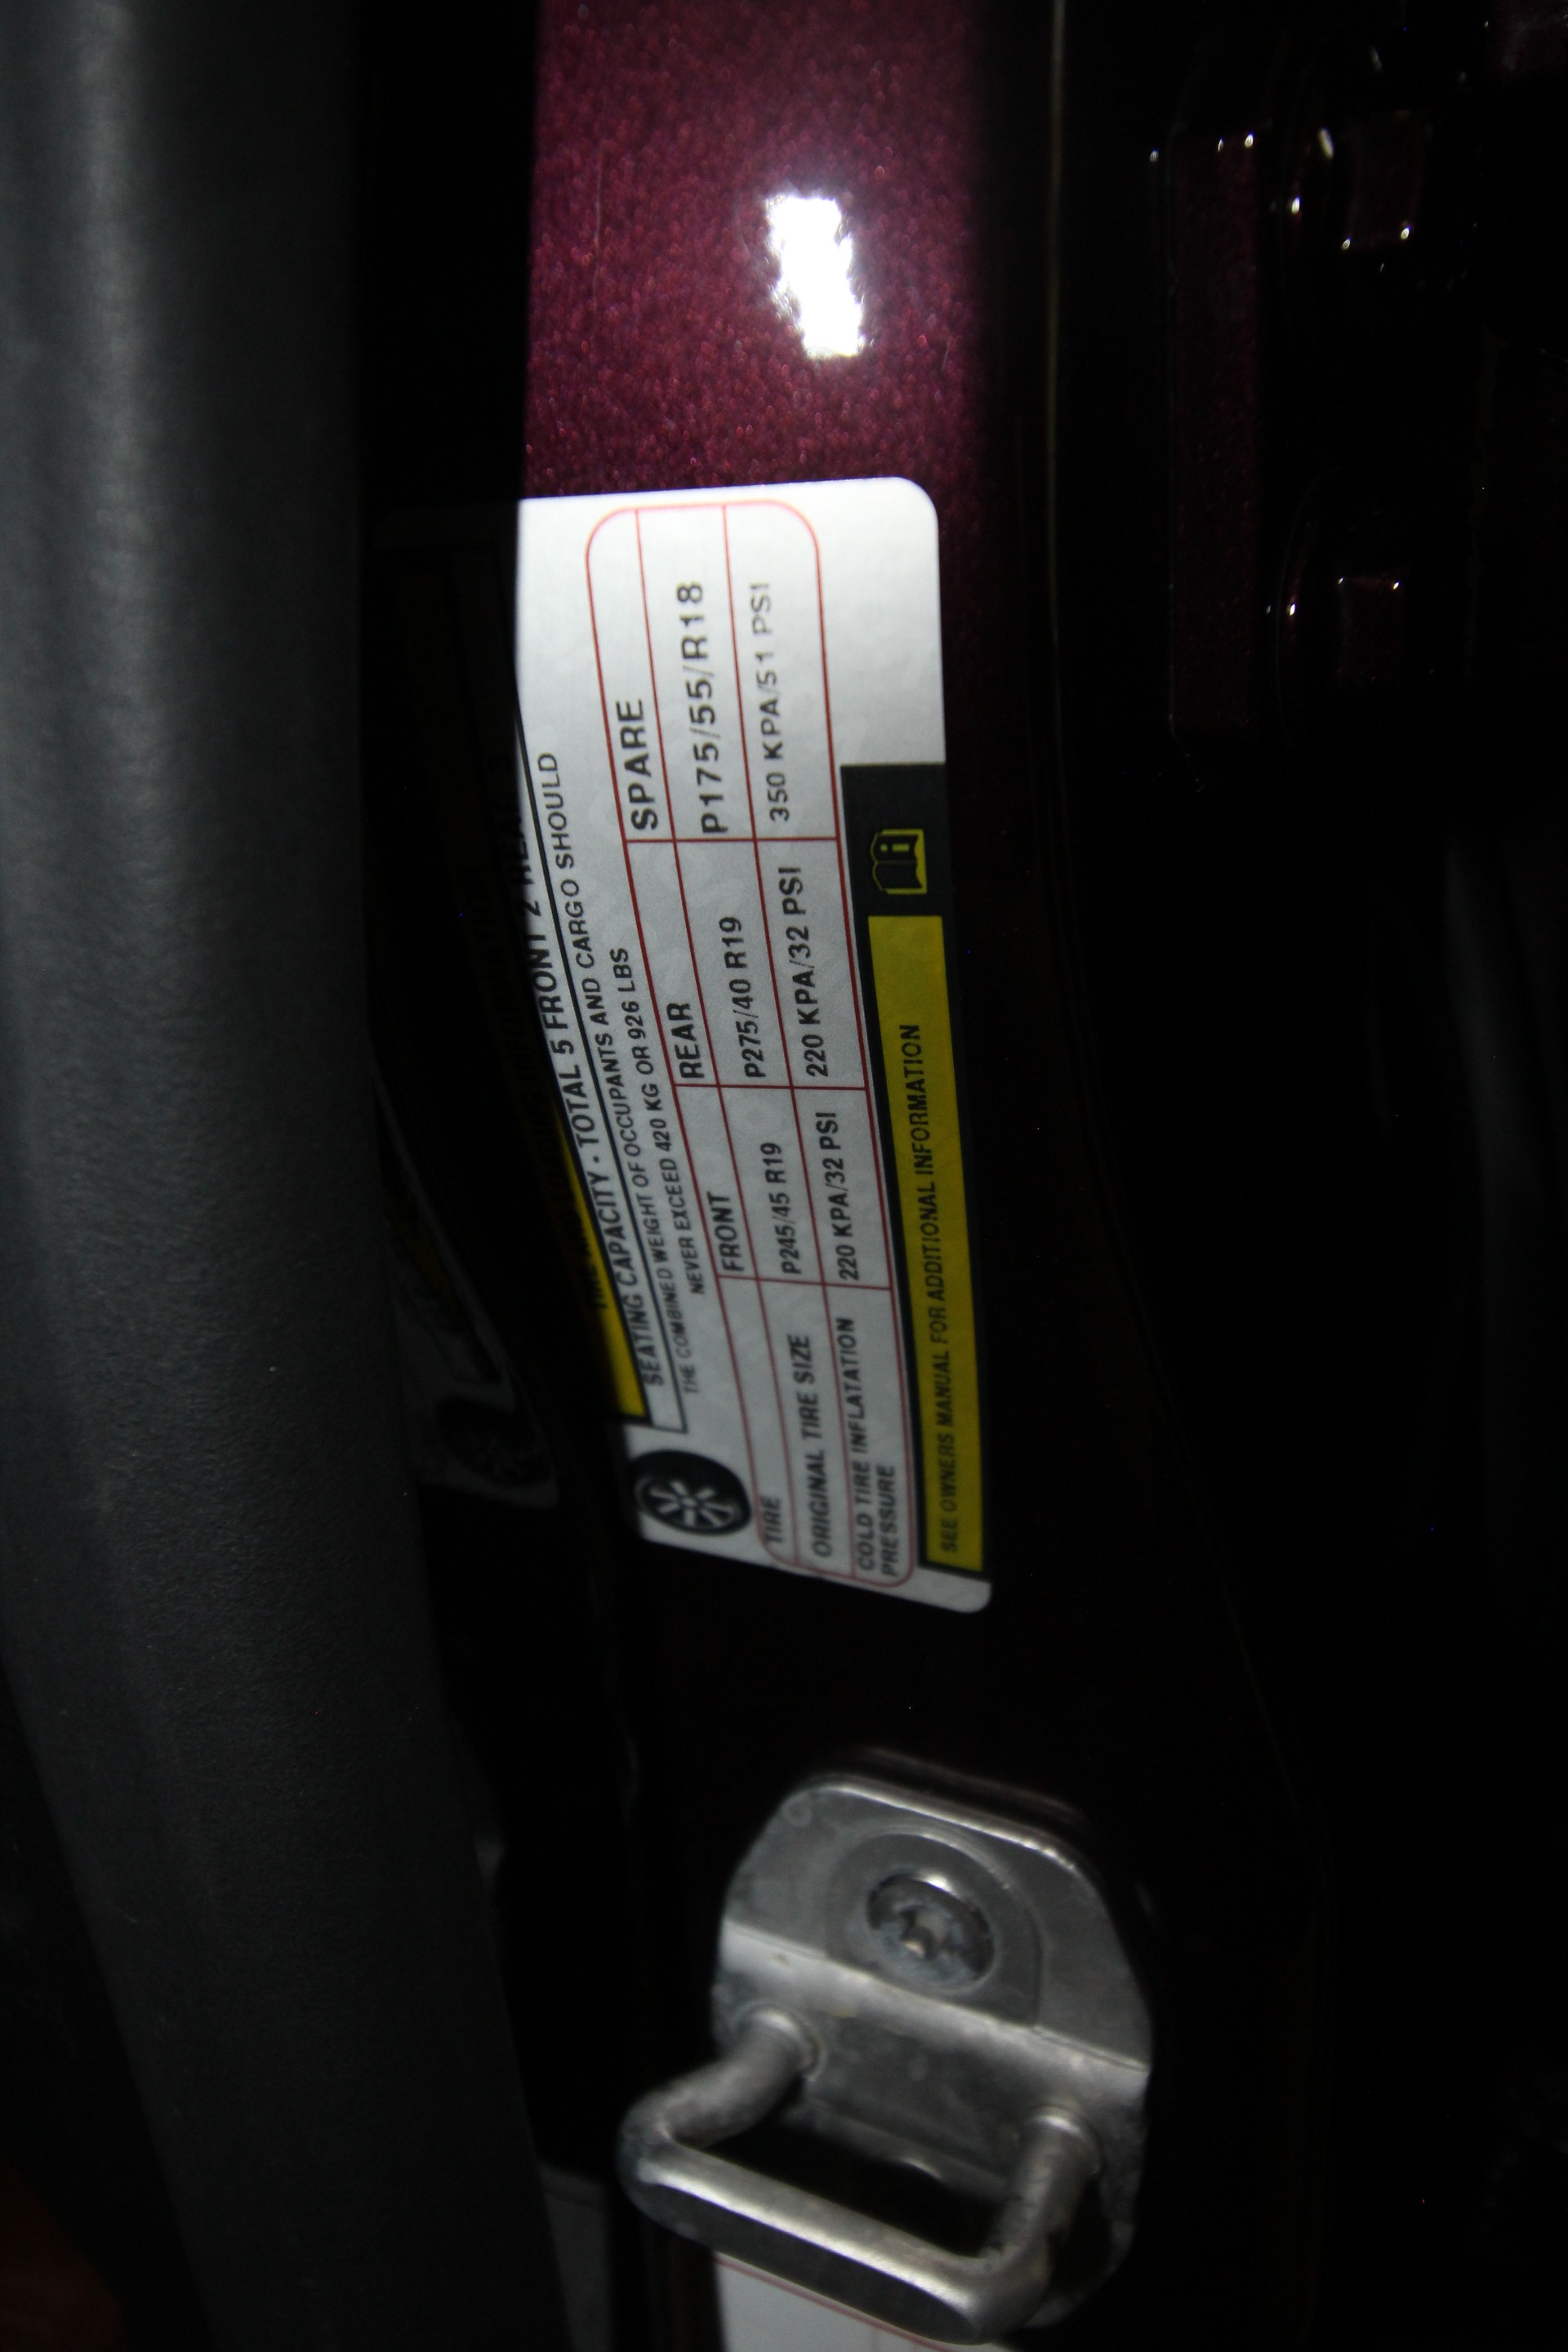 SEATING CAPACITY - TOTAL 5 FRONT 2 REAR 3
THE COMBINED WEIGHT OF OCCUPANTS AND CARGO SHOULD
NEVER EXCEED 420 KG OR 926 LBS
TIRE FRONT REAR SPARE
ORIGINAL TIRE SIZE P245/45 R19 P275/40 R19 P175/55/R18
COLD TIRE INFLATATION
PRESSURE 220 KPA/32 PSI 220 KPA/32 PSI 350 KPA/51 PSI
SEE OWNERS MANUAL FOR ADDITIONAL INFORMATION